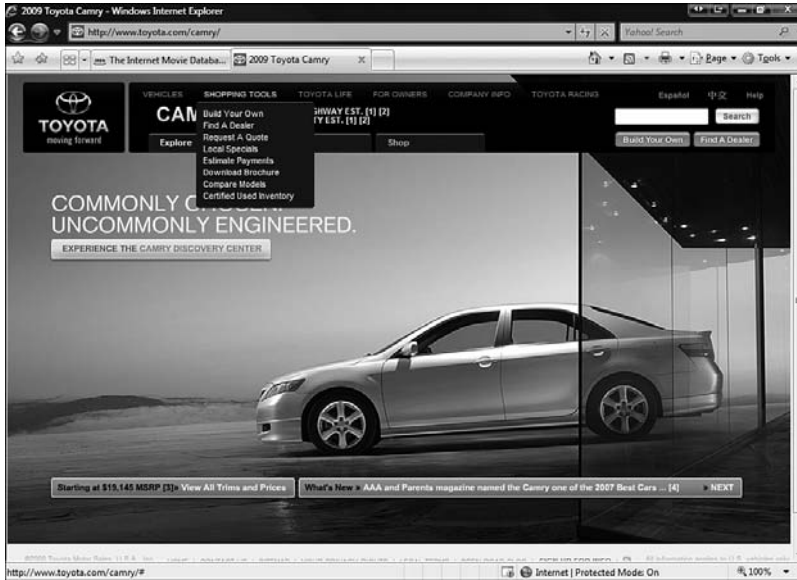 2009 Toyota Camry - Windows Internet Explorer
http://www.toyota.com/camry/
Yahoo! Search
The Internet Movie Databa...
2009 Toyota Camry
Page
Tools
VEHICLES SHOPPING TOOLS TOYOTA LIFE FOR OWNERS COMPANY INFO TOYOTA RACING Español 中文 Help
TOYOTA
moving forward
CAM
GHWAY EST. [1] [2]
TY EST. [1] [2]
Search
Explore
Shop
Build Your Own
Find A Dealer
Build Your Own
Find A Dealer
Request A Quote
Local Specials
Estimate Payments
Download Brochure
Compare Models
Certified Used Inventory
COMMONLY CHOSEN.
UNCOMMONLY ENGINEERED.
EXPERIENCE THE CAMRY DISCOVERY CENTER
Starting at $19,145 MSRP [3]» View All Trims and Prices
What's New » AAA and Parents magazine named the Camry one of the 2007 Best Cars ... [4]
» NEXT
http://www.toyota.com/camry/#
Internet | Protected Mode: On
100%